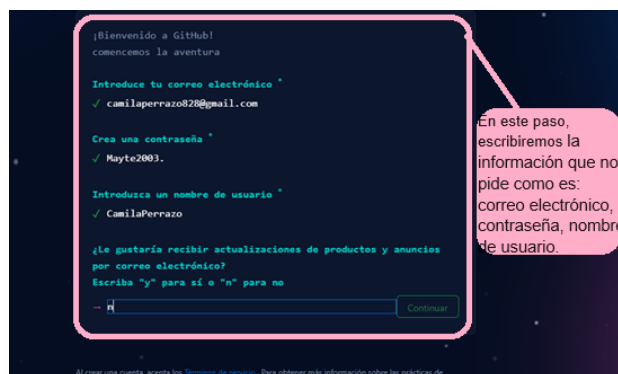 ¡Bienvenido a GitHub!
comencemos la aventura
Introduce tu correo electrónico *
✓ camilaperrazo828@gmail.com
Crea una contraseña *
✓ Mayte2003.
Introduzca un nombre de usuario *
✓ CamilaPerrazo
¿Le gustaría recibir actualizaciones de productos y anuncios
por correo electrónico?
Escriba "y" para sí o "n" para no
→ n
Continuar
En este paso,
escribiremos la
información que no
pide como es:
correo electrónico,
contraseña, nombre
de usuario.
Al crear una cuenta, acepta los Términos de servicio. Para obtener más información sobre las prácticas de